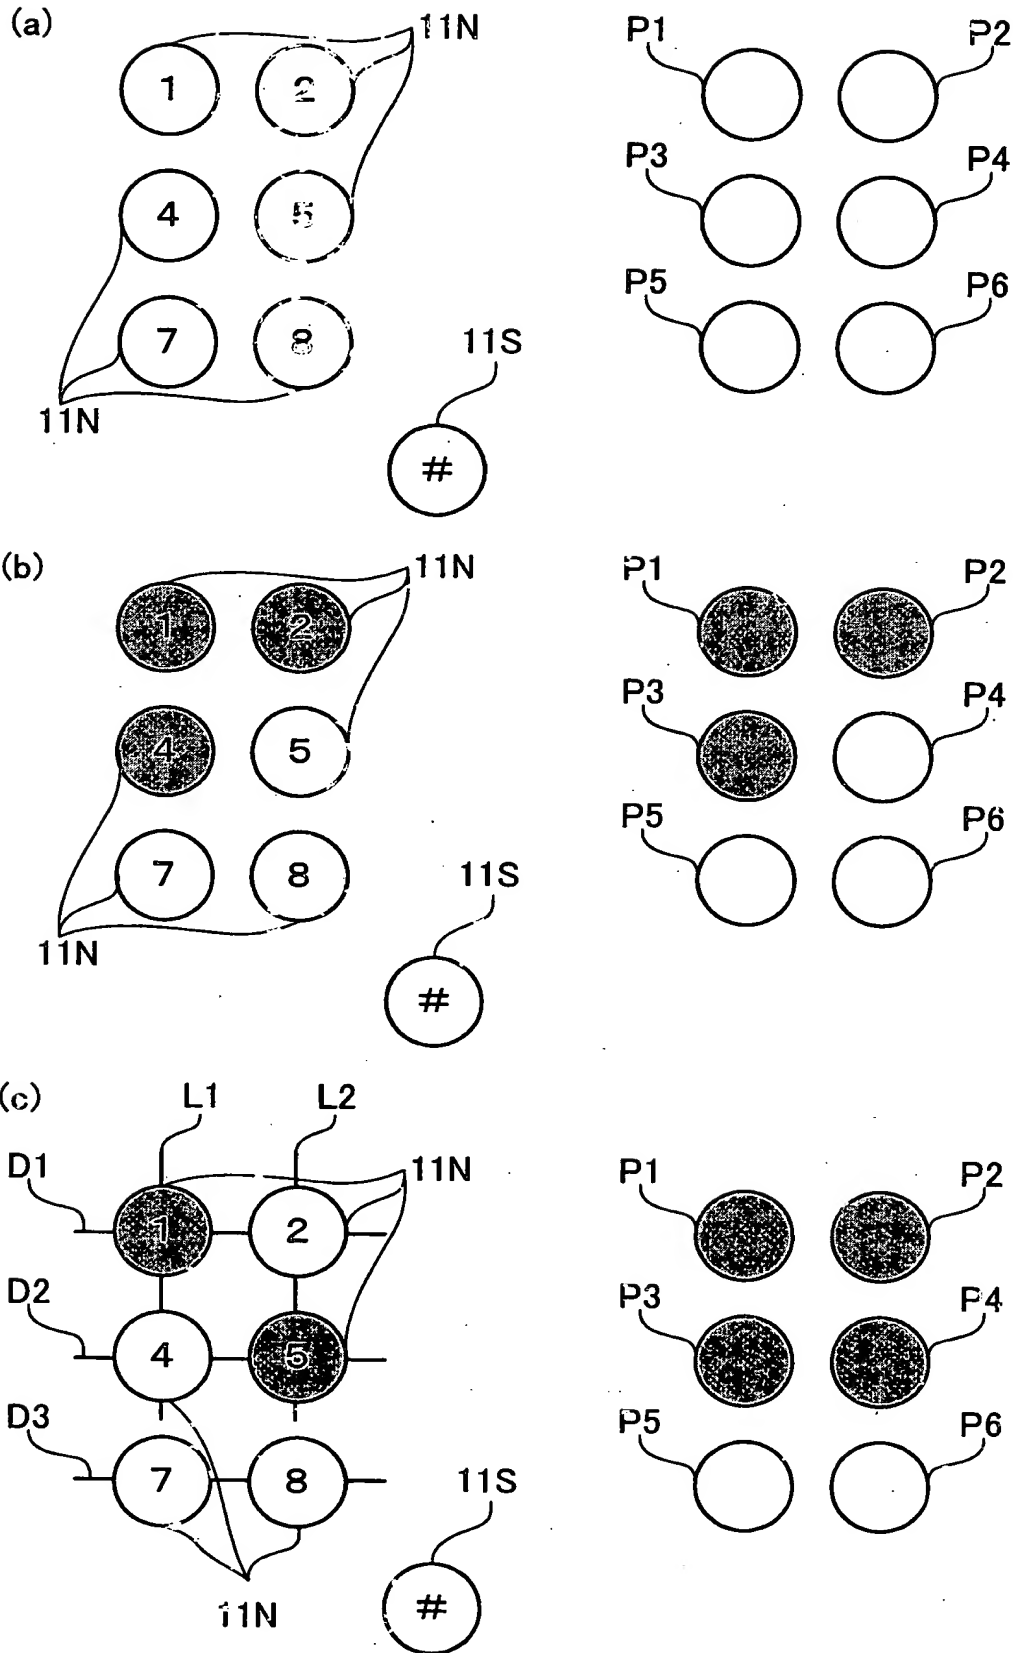 (a) 11N P1 P2
1 2
P3 P4
4 5
P5 P6
7 8 11S
11N
#
(b) 11N P1 P2
1 2
P3 P4
4 5
P5 P6
7 8 11S
11N
#
(c) L1 L2
D1 11N P1 P2
1 2
D2 P3 P4
4 5
D3 P5 P6
7 8 11S
11N #